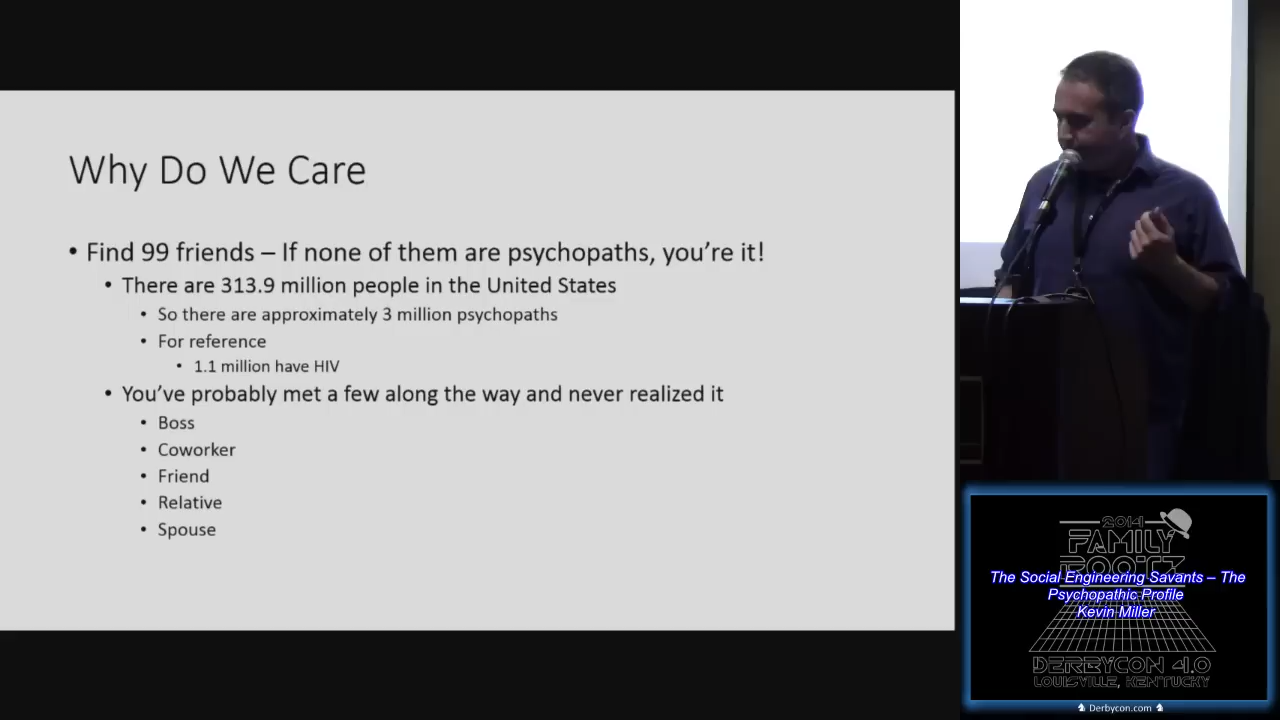 Why Do We Care
• Find 99 friends – If none of them are psychopaths, you're it!
• There are 313.9 million people in the United States
• So there are approximately 3 million psychopaths
• For reference
• 1.1 million have HIV
• You've probably met a few along the way and never realized it
• Boss
• Coworker
• Friend
• Relative
• Spouse
2014
FAMILY
ROOTZ
The Social Engineering Savants – The
Psychopathic Profile
Kevin Miller
DERBYCON 4.0
LOUISVILLE, KENTUCKY
Derbycon.com